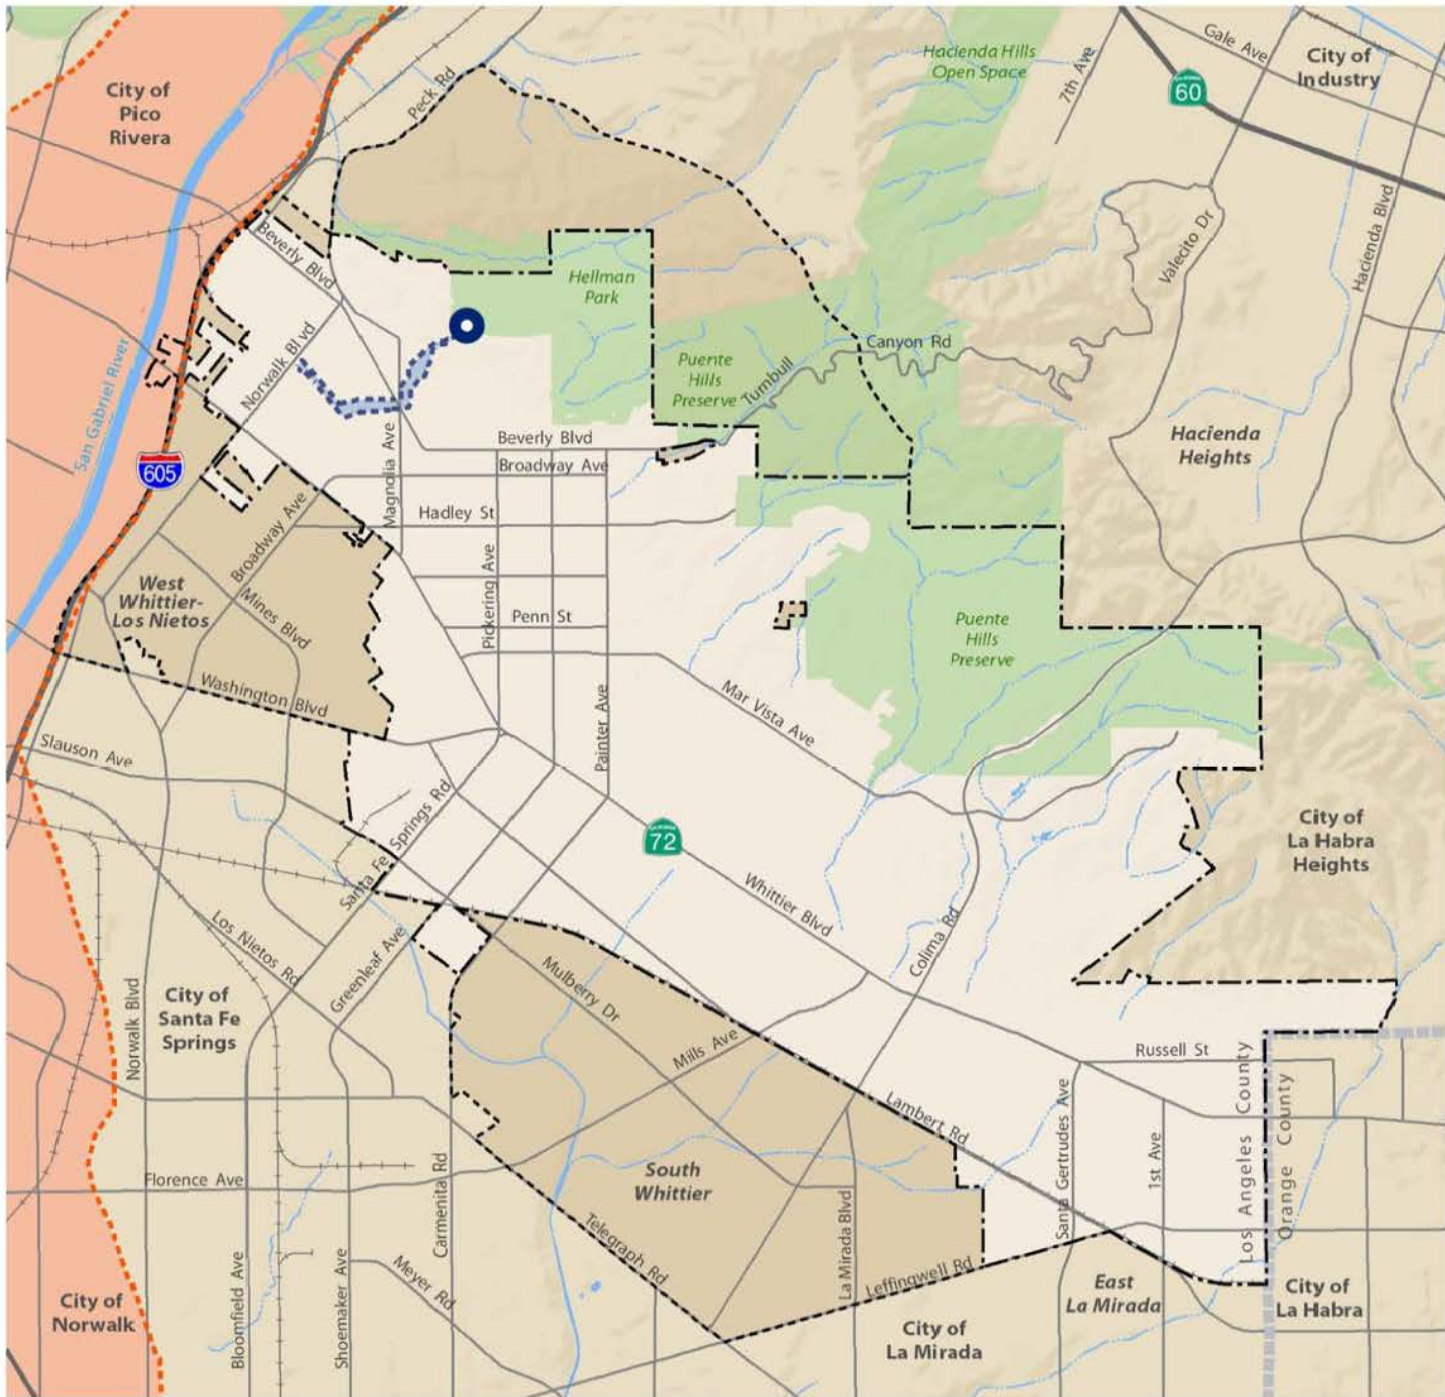 Hacienda Hills
Open Space
7th Ave
Gale Ave
City of
Industry
CALIFORNIA
60
City of
Pico
Rivera
Peck Rd
Beverly Blvd
Hellman
Park
Valecito Dr
Hacienda Blvd
Norwalk Blvd
San Gabriel River
Puente
Hills
Preserve
Turnbull
Canyon Rd
Hacienda
Heights
605
Magnolia Ave
Beverly Blvd
Broadway Ave
Hadley St
Broadway Ave
West
Whittier-
Los Nietos
Mines Blvd
Pickering Ave
Penn St
Puente
Hills
Preserve
Washington Blvd
Painter Ave
Mar Vista Ave
Slauson Ave
Santa Fe Springs Rd
72
Whittier Blvd
City of
La Habra
Heights
Los Nietos Rd
Greenleaf Ave
Colima Rd
Norwalk Blvd
City of
Santa Fe
Springs
Mulberry Dr
Mills Ave
Russell St
Los Angeles County
Orange County
Lambert Rd
Santa Gertrudes Ave
1st Ave
Florence Ave
Carmenita Rd
South
Whittier
Telegraph Rd
La Mirada Blvd
Leffingwell Rd
City of
Norwalk
Bloomfield Ave
Shoemaker Ave
Meyer Rd
East
La Mirada
City of
La Habra
City of
La Mirada